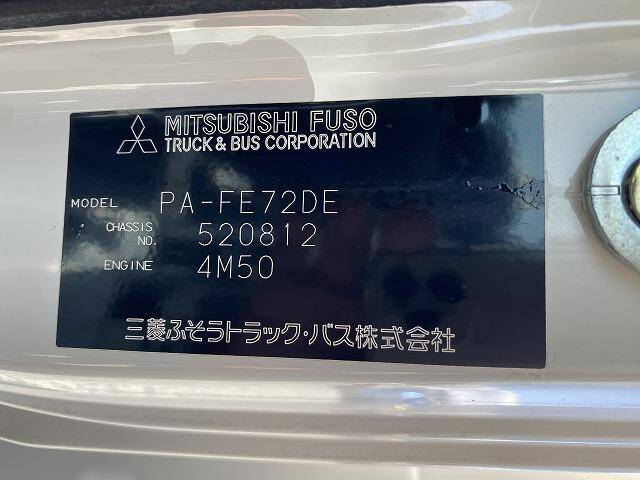 MITSUBISHI FUSO
TRUCK & BUS CORPORATION
MODEL PA-FE72DE
CHASSIS NO. 520812
ENGINE 4M50
三菱ふそうトラック・バス株式会社